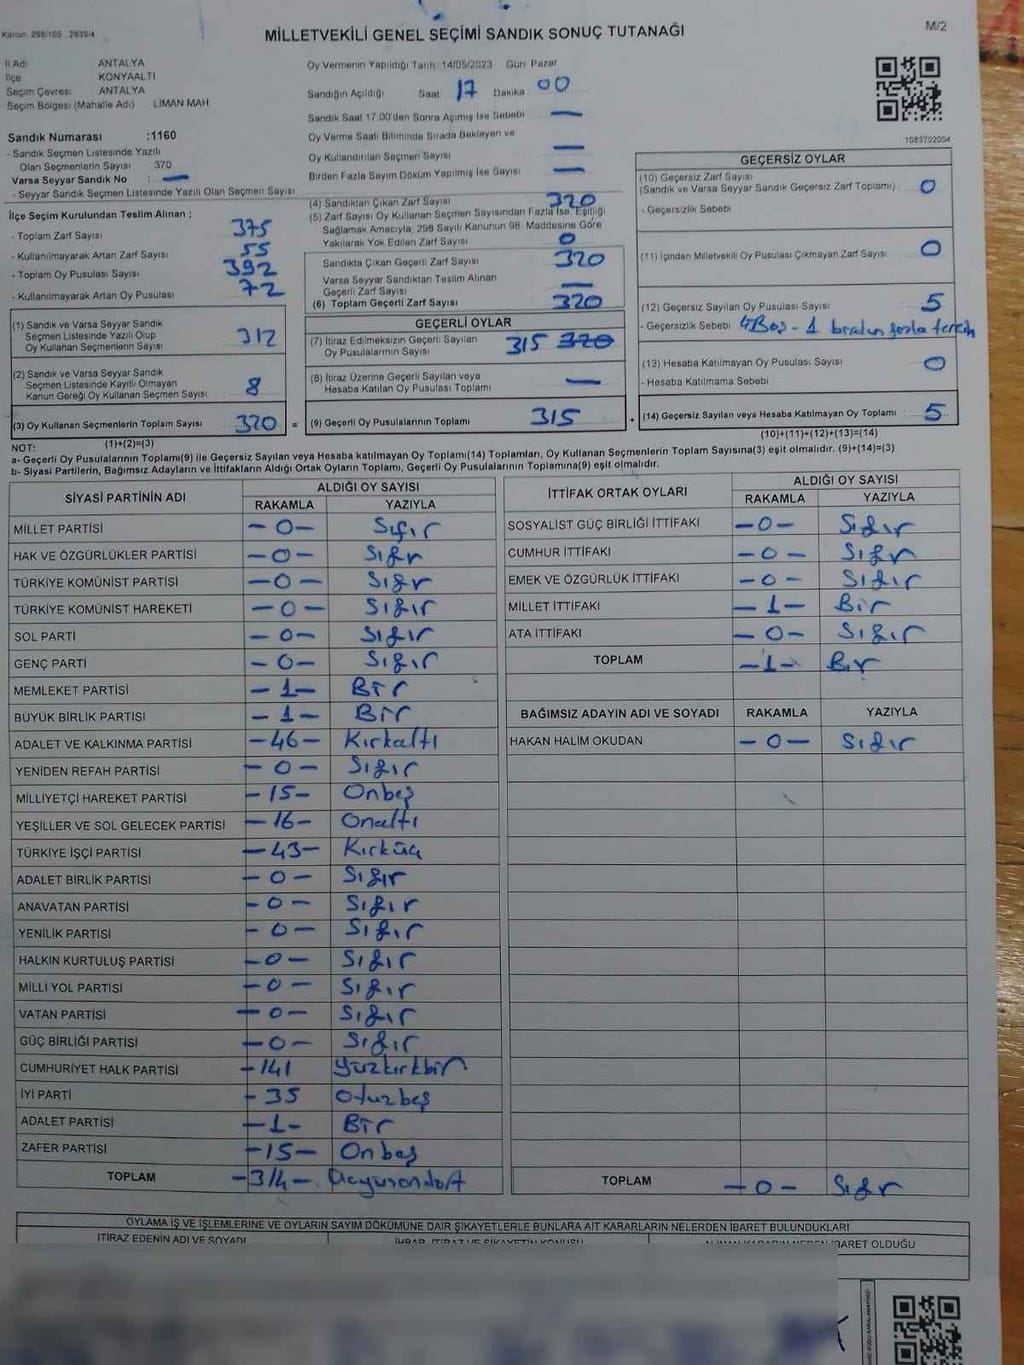 Kanun: 298/105 , 2839/4
MİLLETVEKİLİ GENEL SEÇİMİ SANDIK SONUÇ TUTANAĞI
M/2
İl Adı ANTALYA
İlçe KONYAALTI
Seçim Çevresi ANTALYA
Seçim Bölgesi (Mahalle Adı) LİMAN MAH
Sandık Numarası :1160
- Sandık Seçmen Listesinde Yazılı
Olan Seçmenlerin Sayısı 370
Varsa Seyyar Sandık No : —
- Seyyar Sandık Seçmen Listesinde Yazılı Olan Seçmen Sayısı
Oy Vermenin Yapıldığı Tarih: 14/05/2023 Gün: Pazar
Sandığın Açıldığı Saat 17 Dakika 00
Sandık Saat 17.00'den Sonra Açımış İse Sebebi —
Oy Verme Saati Bitiminde Sırada Bekleyen ve
Oy Kullandırılan Seçmen Sayısı —
Birden Fazla Sayım Döküm Yapılmış İse Sayısı —
1083702004
İlçe Seçim Kurulundan Teslim Alınan :
- Toplam Zarf Sayısı 375
- Kullanılmayarak Artan Zarf Sayısı 55
- Toplam Oy Pusulası Sayısı 392
- Kullanılmayarak Artan Oy Pusulası 72
(1) Sandık ve Varsa Seyyar Sandık
Seçmen Listesinde Yazılı Olup
Oy Kullanan Seçmenlerin Sayısı 312
(2) Sandık ve Varsa Seyyar Sandık
Seçmen Listesinde Kayıtlı Olmayan
Kanun Gereği Oy Kullanan Seçmen Sayısı : 8
(3) Oy Kullanan Seçmenlerin Toplam Sayısı 320 =
(1)+(2)=(3)
(4) Sandıktan Çıkan Zarf Sayısı 320
(5) Zarf Sayısı Oy Kullanan Seçmen Sayısından Fazla İse, Eşitliği
Sağlamak Amacıyla, 298 Sayılı Kanunun 98. Maddesine Göre
Yakılarak Yok Edilen Zarf Sayısı 0
Sandıkta Çıkan Geçerli Zarf Sayısı 320
Varsa Seyyar Sandıktan Teslim Alınan
Geçerli Zarf Sayısı —
(6) Toplam Geçerli Zarf Sayısı 320
GEÇERLİ OYLAR
(7) İtiraz Edilmeksizin Geçerli Sayılan
Oy Pusulalarının Sayısı 315 320
(8) İtiraz Üzerine Geçerli Sayılan veya
Hesaba Katılan Oy Pusulası Toplamı —
(9) Geçerli Oy Pusulalarının Toplamı 315 +
GEÇERSİZ OYLAR
(10) Geçersiz Zarf Sayısı
(Sandık ve Varsa Seyyar Sandık Geçersiz Zarf Toplamı) : 0
- Geçersizlik Sebebi
(11) İçinden Milletvekili Oy Pusulası Çıkmayan Zarf Sayısı 0
(12) Geçersiz Sayılan Oy Pusulası Sayısı 5
- Geçersizlik Sebebi 4 Boş - 1 birden fazla tercih
(13) Hesaba Katılmayan Oy Pusulası Sayısı 0
- Hesaba Katılmama Sebebi
(14) Geçersiz Sayılan veya Hesaba Katılmayan Oy Toplamı : 5
(10)+(11)+(12)+(13)=(14)
NOT:
a- Geçerli Oy Pusulalarının Toplamı(9) ile Geçersiz Sayılan veya Hesaba katılmayan Oy Toplamı(14) Toplamları, Oy Kullanan Seçmenlerin Toplam Sayısına(3) eşit olmalıdır. (9)+(14)=(3)
b- Siyasi Partilerin, Bağımsız Adayların ve İttifakların Aldığı Ortak Oyların Toplamı, Geçerli Oy Pusulalarının Toplamına(9) eşit olmalıdır.
SİYASİ PARTİNİN ADI ALDIĞI OY SAYISI
RAKAMLA YAZIYLA
MİLLET PARTİSİ -0- Sıfır
HAK VE ÖZGÜRLÜKLER PARTİSİ -0- Sıfır
TÜRKİYE KOMÜNİST PARTİSİ -0- Sıfır
TÜRKİYE KOMÜNİST HAREKETİ -0- Sıfır
SOL PARTİ -0- Sıfır
GENÇ PARTİ -0- Sıfır
MEMLEKET PARTİSİ -1- Bir
BÜYÜK BİRLİK PARTİSİ -1- Bir
ADALET VE KALKINMA PARTİSİ -46- Kırkaltı
YENİDEN REFAH PARTİSİ -0- Sıfır
MİLLİYETÇİ HAREKET PARTİSİ -15- Onbeş
YEŞİLLER VE SOL GELECEK PARTİSİ -16- Onaltı
TÜRKİYE İŞÇİ PARTİSİ -43- Kırküç
ADALET BİRLİK PARTİSİ -0- Sıfır
ANAVATAN PARTİSİ -0- Sıfır
YENİLİK PARTİSİ -0- Sıfır
HALKIN KURTULUŞ PARTİSİ -0- Sıfır
MİLLİ YOL PARTİSİ -0- Sıfır
VATAN PARTİSİ -0- Sıfır
GÜÇ BİRLİĞİ PARTİSİ -0- Sıfır
CUMHURİYET HALK PARTİSİ -141 Yüzkırkbir
İYİ PARTİ -35 Otuzbeş
ADALET PARTİSİ -1- Bir
ZAFER PARTİSİ -15- Onbeş
TOPLAM -314- Üçyüzondört
İTTİFAK ORTAK OYLARI ALDIĞI OY SAYISI
RAKAMLA YAZIYLA
SOSYALİST GÜÇ BİRLİĞİ İTTİFAKI -0- Sıfır
CUMHUR İTTİFAKI -0- Sıfır
EMEK VE ÖZGÜRLÜK İTTİFAKI -0- Sıfır
MİLLET İTTİFAKI -1- Bir
ATA İTTİFAKI -0- Sıfır
TOPLAM -1- Bir
BAĞIMSIZ ADAYIN ADI VE SOYADI RAKAMLA YAZIYLA
HAKAN HALİM OKUDAN -0- Sıfır
TOPLAM -0- Sıfır
OYLAMA İŞ VE İŞLEMLERİNE VE OYLARIN SAYIM DÖKÜMÜNE DAİR ŞİKAYETLERLE BUNLARA AİT KARARLARIN NELERDEN İBARET BULUNDUKLARI
İTİRAZ EDENİN ADI VE SOYADI İHBAR, İTİRAZ VE ŞİKAYETİN KONUSU İBARET OLDUĞU